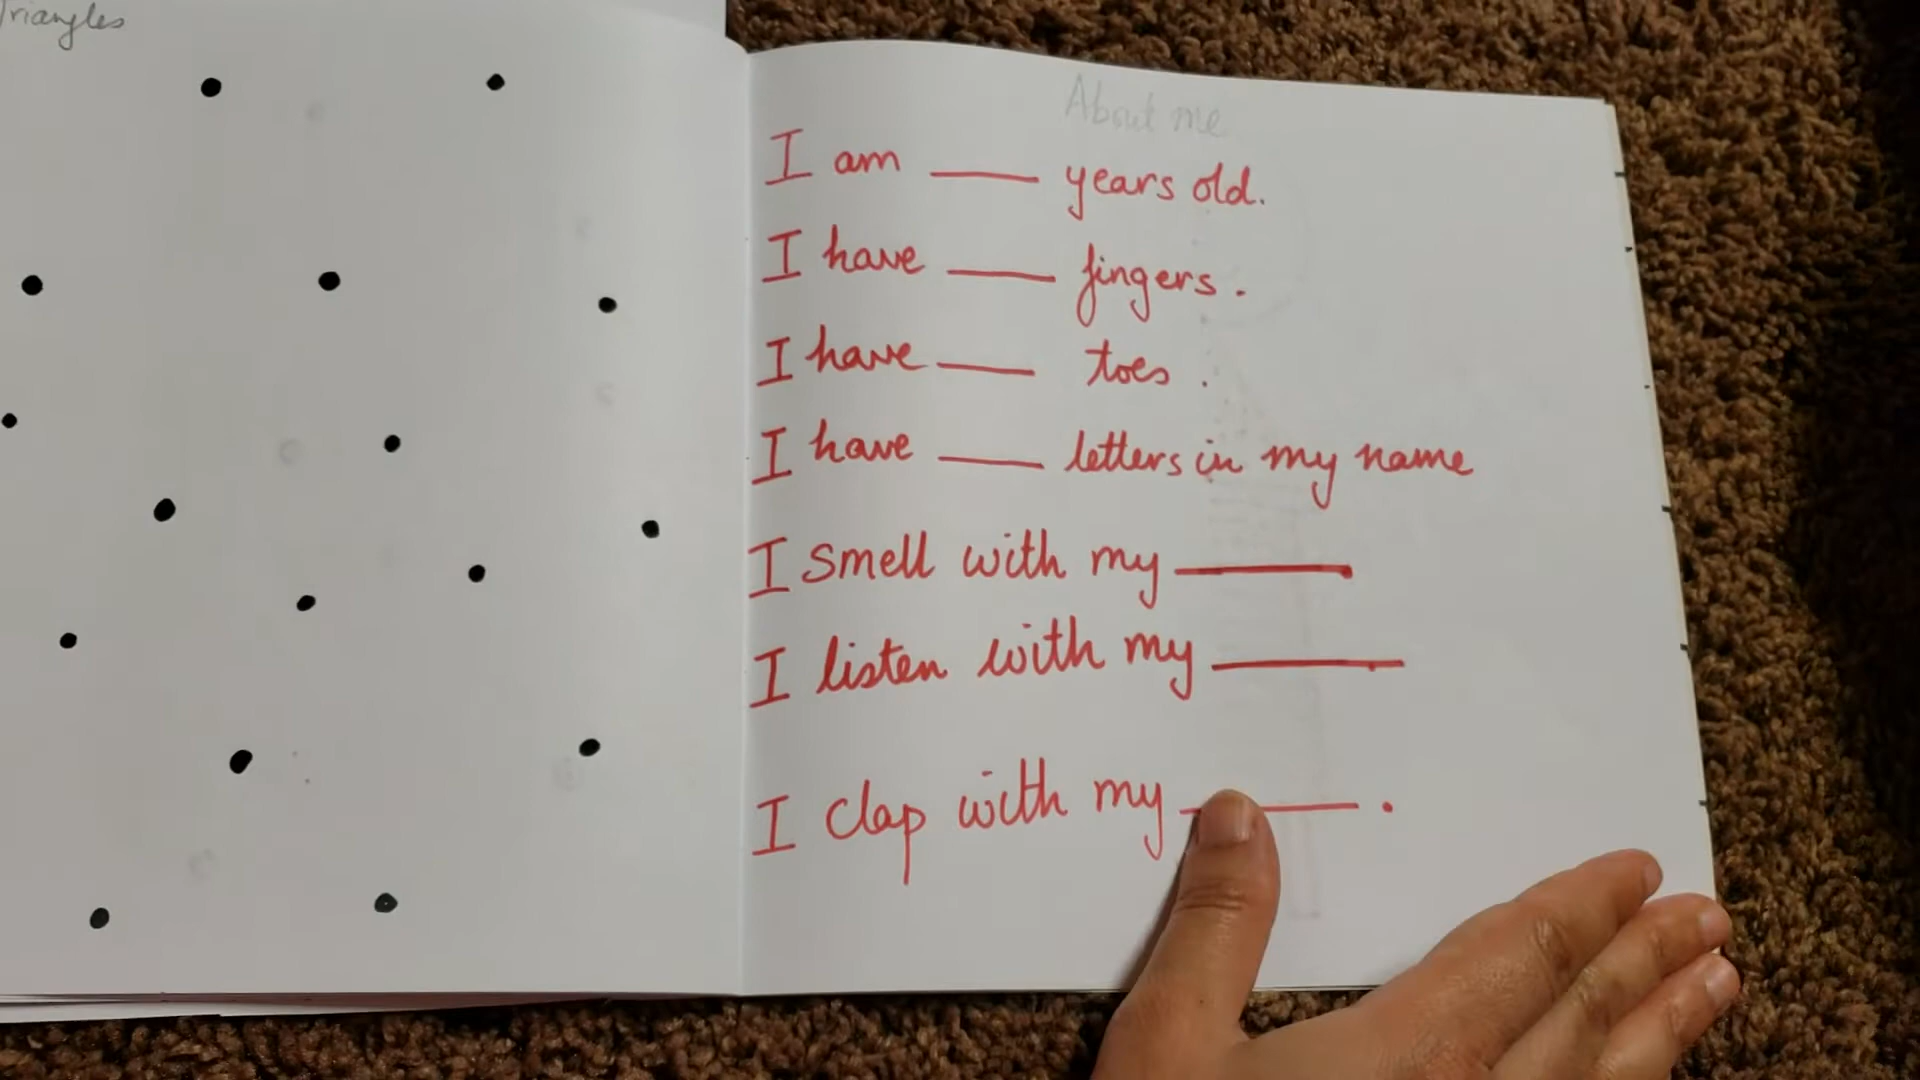 Triangles
About me
I am ___ years old.
I have ___ fingers.
I have ___ toes.
I have ___ letters in my name
I smell with my ___.
I listen with my ___
I clap with my ___.